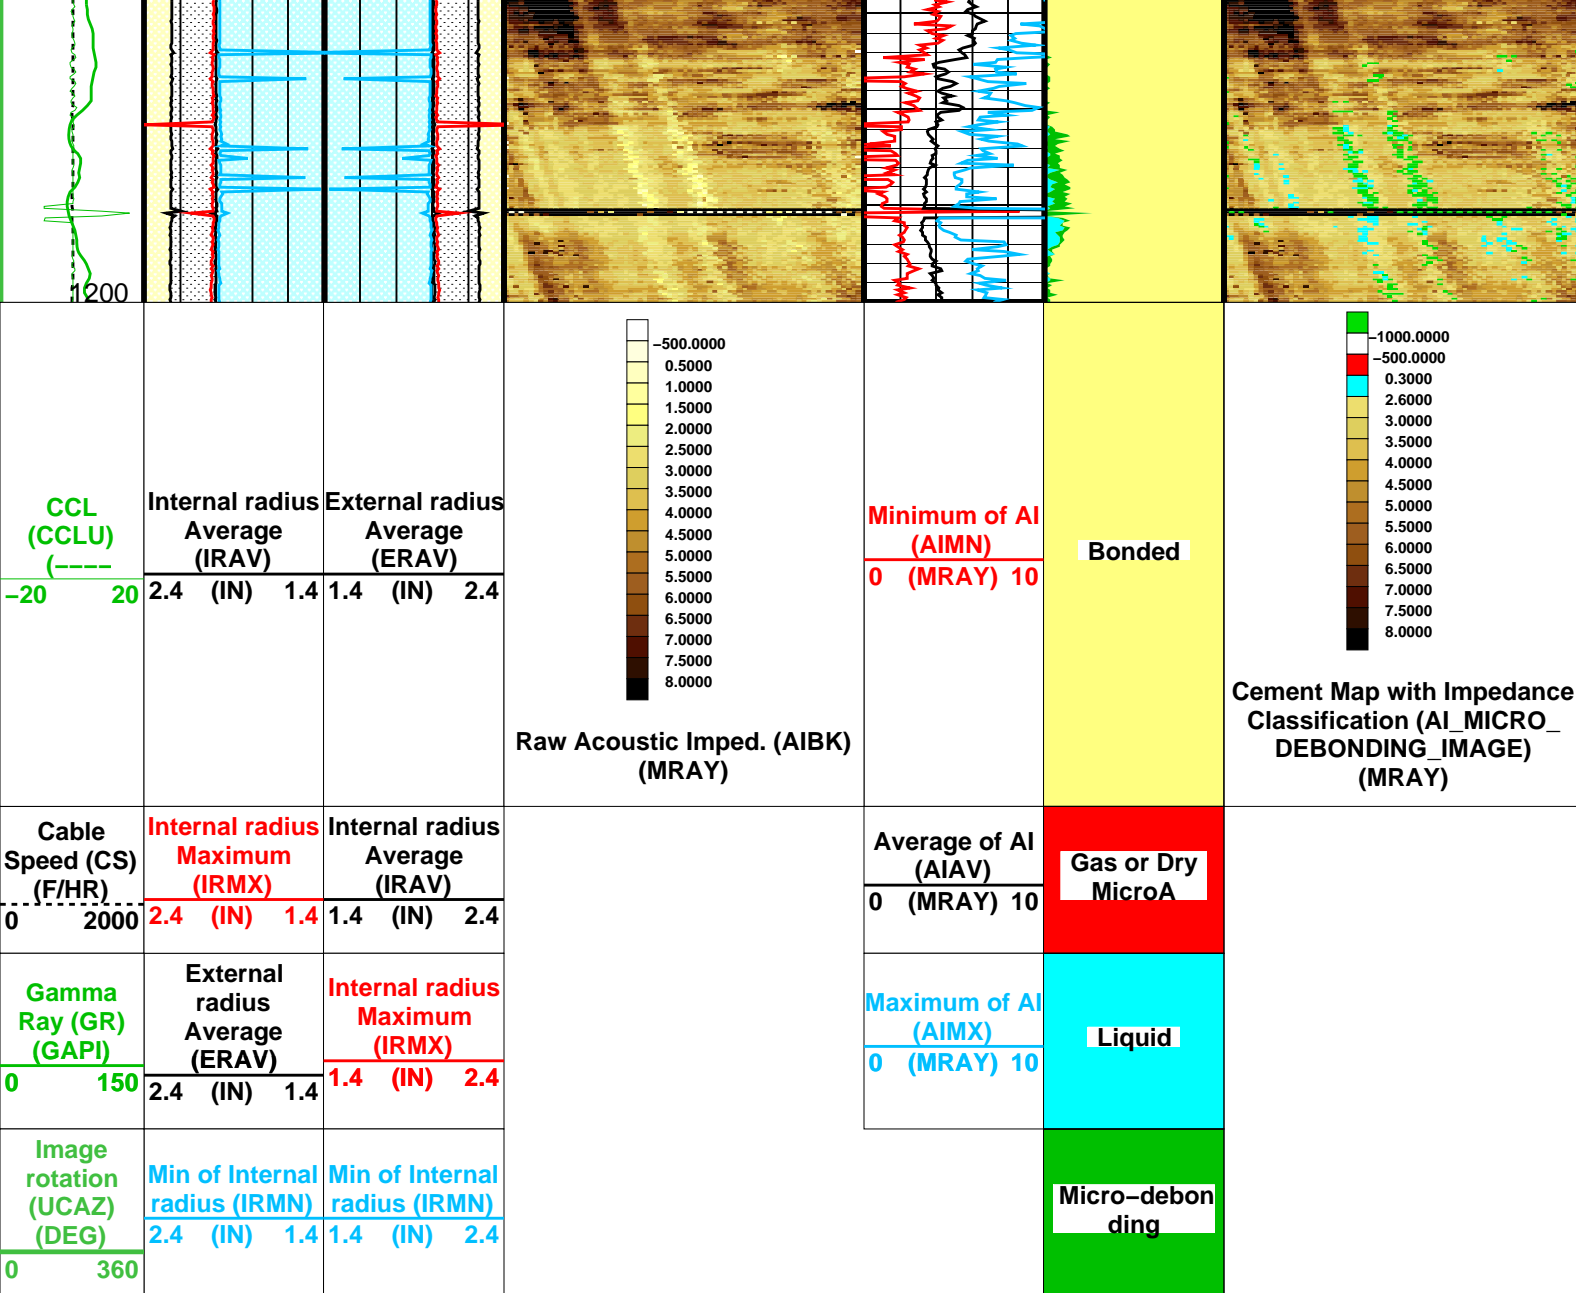 1200
CCL
(CCLU)
(----
-20 20
Internal radius
Average
(IRAV)
2.4 (IN) 1.4
External radius
Average
(ERAV)
1.4 (IN) 2.4
-500.0000
0.5000
1.0000
1.5000
2.0000
2.5000
3.0000
3.5000
4.0000
4.5000
5.0000
5.5000
6.0000
6.5000
7.0000
7.5000
8.0000
Raw Acoustic Imped. (AIBK)
(MRAY)
Minimum of AI
(AIMN)
0 (MRAY) 10
Bonded
-1000.0000
-500.0000
0.3000
2.6000
3.0000
3.5000
4.0000
4.5000
5.0000
5.5000
6.0000
6.5000
7.0000
7.5000
8.0000
Cement Map with Impedance
Classification (AI_MICRO_
DEBONDING_IMAGE)
(MRAY)
Cable
Speed (CS)
(F/HR)
0 2000
Internal radius
Maximum
(IRMX)
2.4 (IN) 1.4
Internal radius
Average
(IRAV)
1.4 (IN) 2.4
Average of AI
(AIAV)
0 (MRAY) 10
Gas or Dry
MicroA
Gamma
Ray (GR)
(GAPI)
0 150
External
radius
Average
(ERAV)
2.4 (IN) 1.4
Internal radius
Maximum
(IRMX)
1.4 (IN) 2.4
Maximum of AI
(AIMX)
0 (MRAY) 10
Liquid
Image
rotation
(UCAZ)
(DEG)
0 360
Min of Internal
radius (IRMN)
2.4 (IN) 1.4
Min of Internal
radius (IRMN)
1.4 (IN) 2.4
Micro-debon
ding